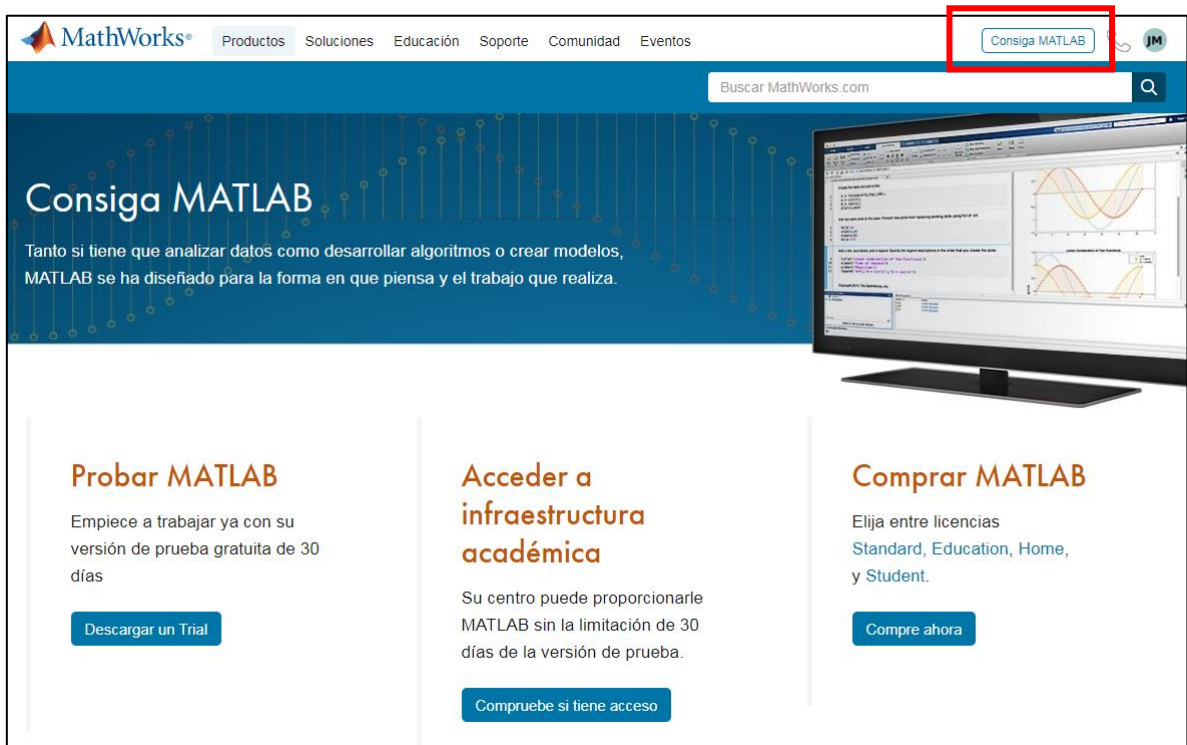 MathWorks®
Productos Soluciones Educación Soporte Comunidad Eventos
Consiga MATLAB
JM
Buscar MathWorks.com
Consiga MATLAB
Tanto si tiene que analizar datos como desarrollar algoritmos o crear modelos,
MATLAB se ha diseñado para la forma en que piensa y el trabajo que realiza.
Probar MATLAB
Empiece a trabajar ya con su
versión de prueba gratuita de 30
días
Descargar un Trial
Acceder a
infraestructura
académica
Su centro puede proporcionarle
MATLAB sin la limitación de 30
días de la versión de prueba.
Compruebe si tiene acceso
Comprar MATLAB
Elija entre licencias
Standard, Education, Home,
y Student.
Compre ahora